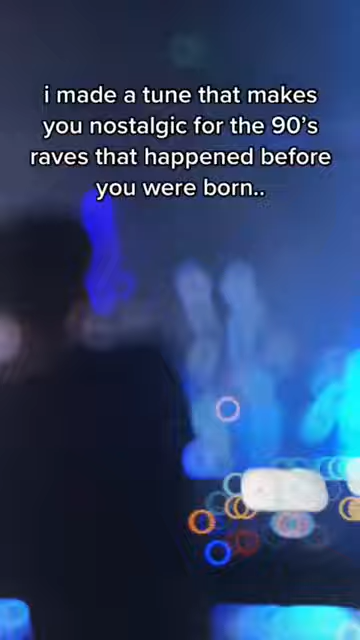 i made a tune that makes
you nostalgic for the 90's
raves that happened before
you were born..